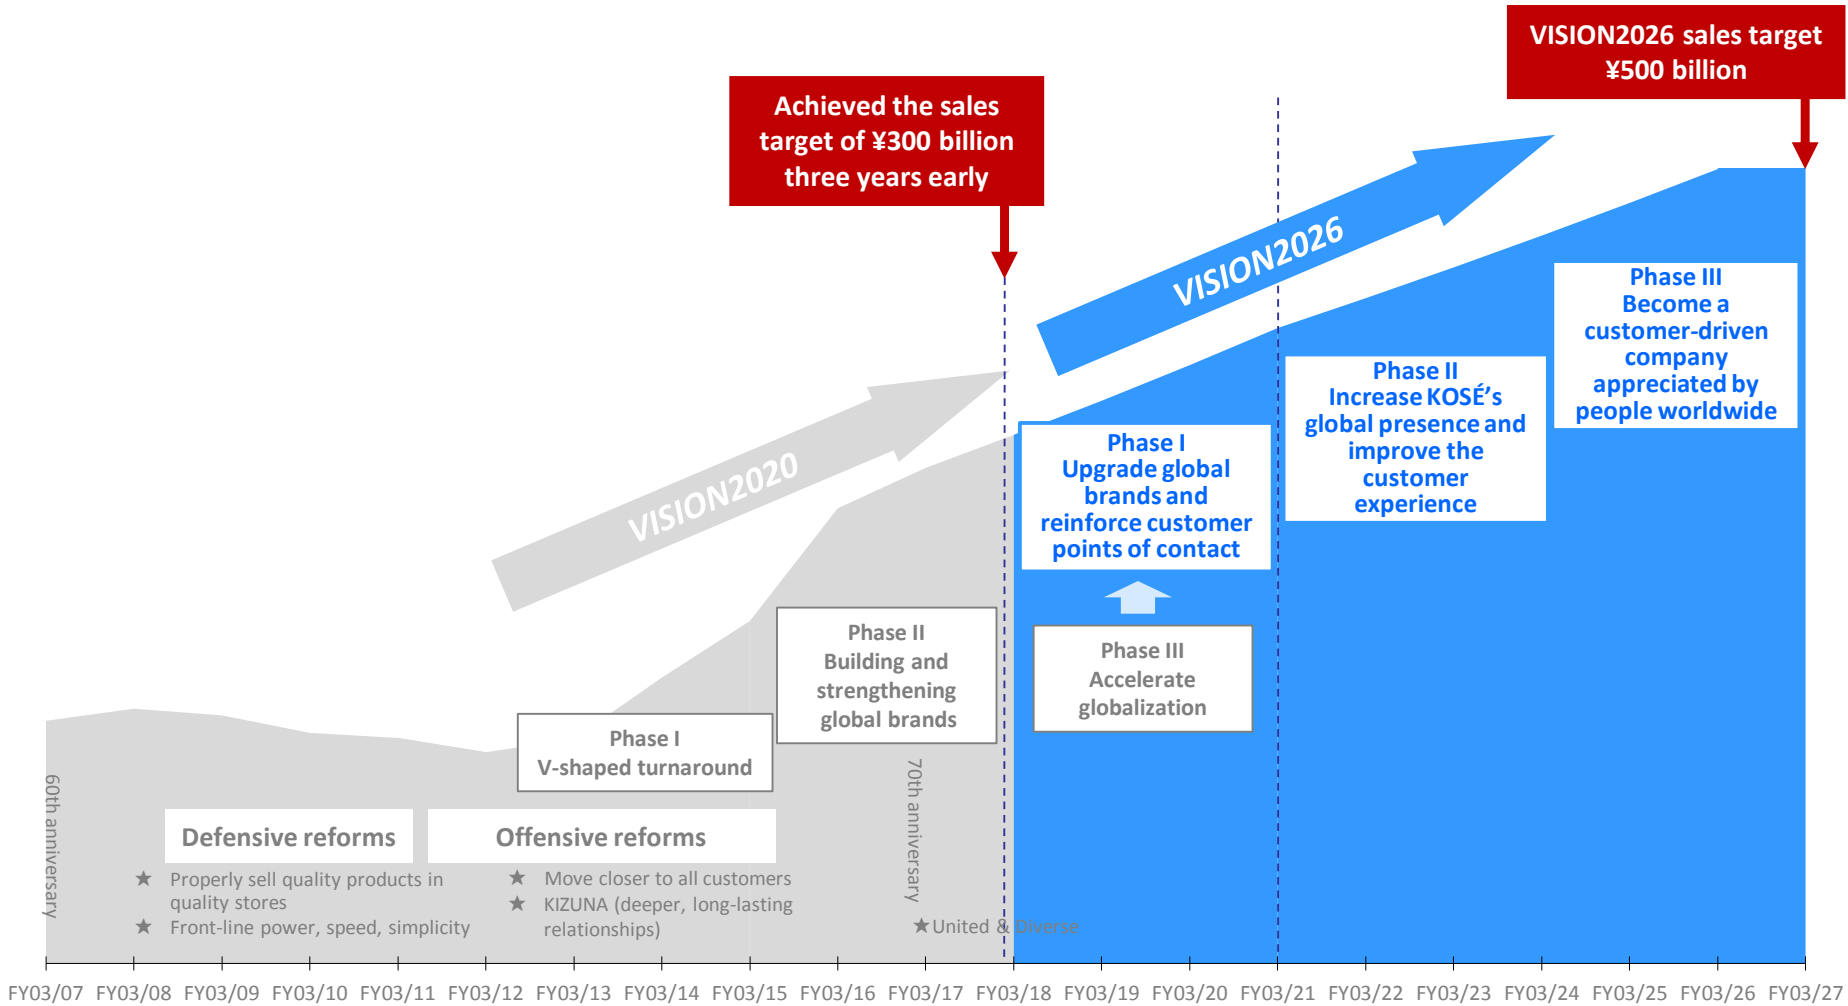 VISION2026 sales target
¥500 billion
Achieved the sales
target of ¥300 billion
three years early
VISION2026
VISION2020
Phase III
Become a
customer-driven
company
appreciated by
people worldwide
Phase II
Increase KOSÉ's
global presence and
improve the
customer
experience
Phase I
Upgrade global
brands and
reinforce customer
points of contact
Phase III
Accelerate
globalization
Phase II
Building and
strengthening
global brands
Phase I
V-shaped turnaround
60th anniversary
70th anniversary
Defensive reforms
★ Properly sell quality products in
quality stores
★ Front-line power, speed, simplicity
Offensive reforms
★ Move closer to all customers
★ KIZUNA (deeper, long-lasting
relationships)
★United & Diverse
FY03/07 FY03/08 FY03/09 FY03/10 FY03/11 FY03/12 FY03/13 FY03/14 FY03/15 FY03/16 FY03/17 FY03/18 FY03/19 FY03/20 FY03/21 FY03/22 FY03/23 FY03/24 FY03/25 FY03/26 FY03/27